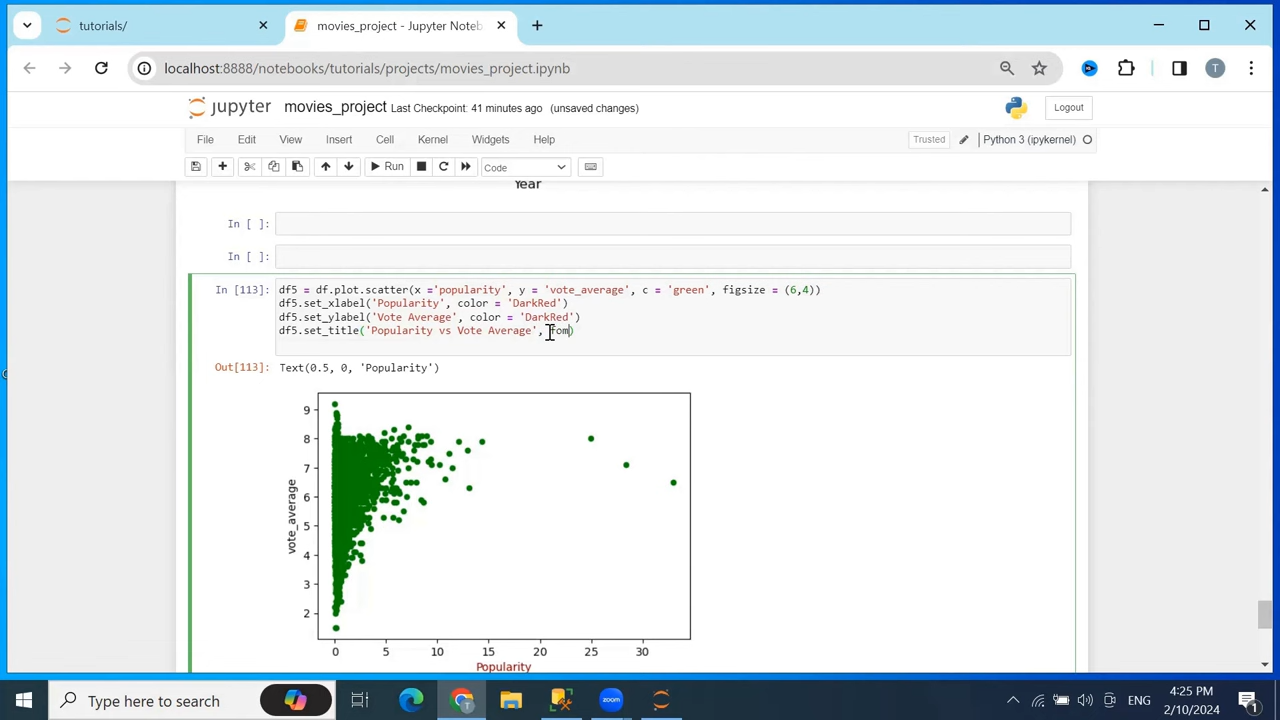 tutorials/
movies_project - Jupyter Noteb
localhost:8888/notebooks/tutorials/projects/movies_project.ipynb
T
jupyter movies_project Last Checkpoint: 41 minutes ago (unsaved changes)
Logout
File Edit View Insert Cell Kernel Widgets Help
Trusted
Python 3 (ipykernel)
Run
Code
Year
In [ ]:
In [ ]:
In [113]: df5 = df.plot.scatter(x ='popularity', y = 'vote_average', c = 'green', figsize = (6,4))
df5.set_xlabel('Popularity', color = 'DarkRed')
df5.set_ylabel('Vote Average', color = 'DarkRed')
df5.set_title('Popularity vs Vote Average',
Out[113]: Text(0.5, 0, 'Popularity')
9
8
7
6
5
4
3
2
vote_average
0 5 10 15 20 25 30
Popularity
Type here to search
zoom
ENG
4:25 PM
2/10/2024
1